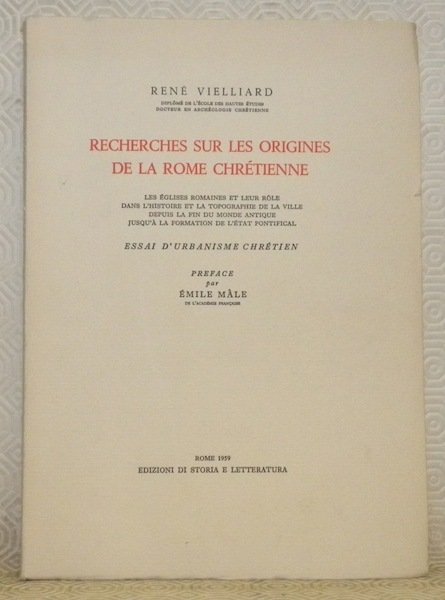 RENÉ VIELLIARD
DIPLÔMÉ DE L'ÉCOLE DES HAUTES ÉTUDES
DOCTEUR EN ARCHÉOLOGIE CHRÉTIENNE
RECHERCHES SUR LES ORIGINES
DE LA ROME CHRÉTIENNE
LES ÉGLISES ROMAINES ET LEUR RÔLE
DANS L'HISTOIRE ET LA TOPOGRAPHIE DE LA VILLE
DEPUIS LA FIN DU MONDE ANTIQUE
JUSQU'À LA FORMATION DE L'ÉTAT PONTIFICAL
ESSAI D'URBANISME CHRÉTIEN
PREFACE
par
ÉMILE MÂLE
DE L'ACADÉMIE FRANÇAISE
ROME 1959
EDIZIONI DI STORIA E LETTERATURA